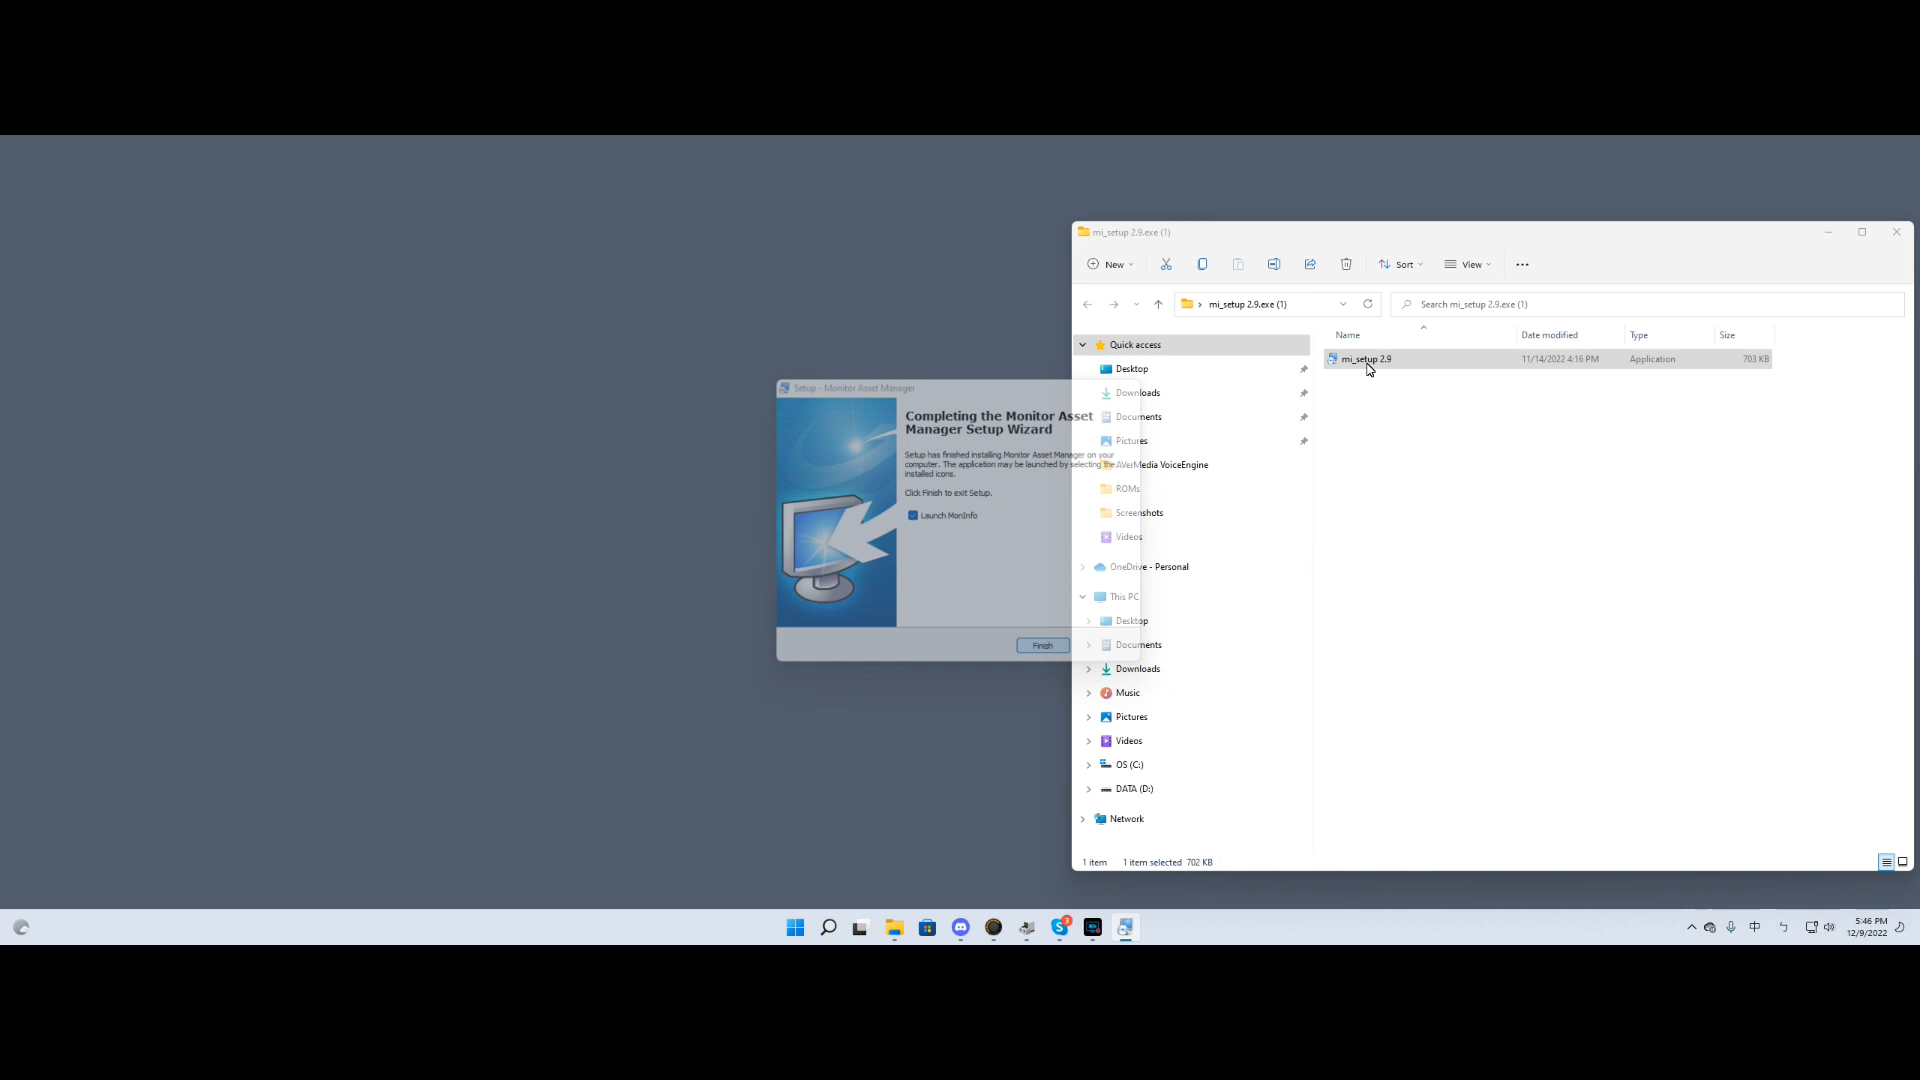 mi_setup 2.9.exe (1)
New
Sort
View
mi_setup 2.9.exe (1)
Search mi_setup 2.9.exe (1)
Name
Date modified
Type
Size
Quick access
mi_setup 2.9
11/14/2022 4:16 PM
Application
703 KB
Desktop
Downloads
Documents
Pictures
AVerMedia VoiceEngine
ROMs
Screenshots
Videos
OneDrive - Personal
This PC
Desktop
Documents
Downloads
Music
Pictures
Videos
OS (C:)
DATA (D:)
Network
1 item
1 item selected 702 KB
Setup - Monitor Asset Manager
Completing the Monitor Asset
Manager Setup Wizard
Setup has finished installing Monitor Asset Manager on your
computer. The application may be launched by selecting the
installed icons.
Click Finish to exit Setup.
Launch MonInfo
Finish
3
中
ㄅ
5:46 PM
12/9/2022